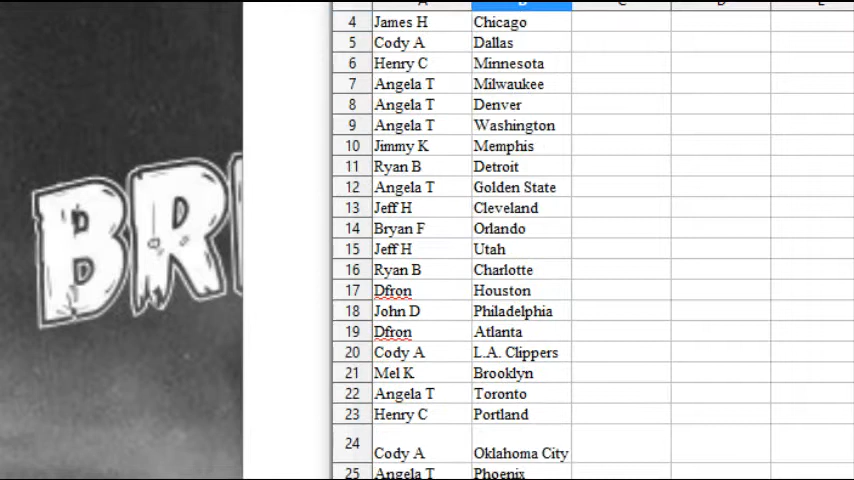 BR
4 James H Chicago
5 Cody A Dallas
6 Henry C Minnesota
7 Angela T Milwaukee
8 Angela T Denver
9 Angela T Washington
10 Jimmy K Memphis
11 Ryan B Detroit
12 Angela T Golden State
13 Jeff H Cleveland
14 Bryan F Orlando
15 Jeff H Utah
16 Ryan B Charlotte
17 Dfron Houston
18 John D Philadelphia
19 Dfron Atlanta
20 Cody A L.A. Clippers
21 Mel K Brooklyn
22 Angela T Toronto
23 Henry C Portland
24 Cody A Oklahoma City
25 Angela T Phoenix